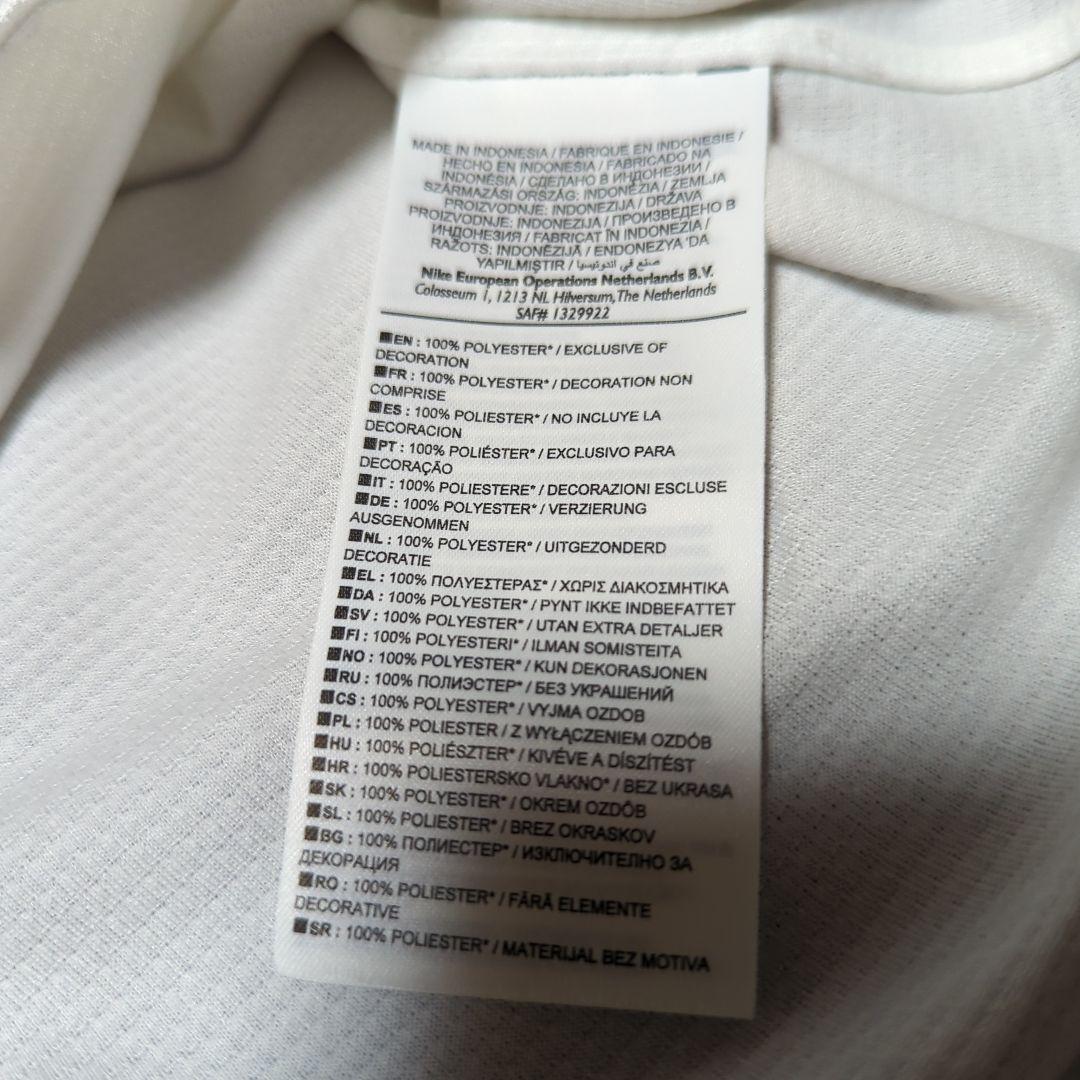 MADE IN INDONESIA / FABRIQUE EN INDONESIE /
HECHO EN INDONESIA / FABRICADO NA
INDONÉSIA / СДЕЛАНО В ИНДОНЕЗИИ /
SZÁRMAZÁSI ORSZÁG: INDONÉZIA / ZEMLJA
PROIZVODNJE: INDONEZIJA / DRŽAVA
PROIZVODNJE: INDONEZIJA / ПРОИЗВЕДЕНО В
ИНДОНЕЗИЯ / FABRICAT ÎN INDONEZIA /
RAŽOTS: INDONĒZIJĀ / ENDONEZYA 'DA
YAPILMIŞTIR / صنع في اندونيسيا
Nike European Operations Netherlands B.V.
Colosseum 1, 1213 NL Hilversum, The Netherlands
SAF# 1329922
EN : 100% POLYESTER* / EXCLUSIVE OF
DECORATION
FR : 100% POLYESTER* / DECORATION NON
COMPRISE
ES : 100% POLIESTER* / NO INCLUYE LA
DECORACION
PT : 100% POLIÉSTER* / EXCLUSIVO PARA
DECORAÇÃO
IT : 100% POLIESTERE* / DECORAZIONI ESCLUSE
DE : 100% POLYESTER* / VERZIERUNG
AUSGENOMMEN
NL : 100% POLYESTER* / UITGEZONDERD
DECORATIE
EL : 100% ΠΟΛΥΕΣΤΕΡΑΣ* / ΧΩΡΙΣ ΔΙΑΚΟΣΜΗΤΙΚΑ
DA : 100% POLYESTER* / PYNT IKKE INDBEFATTET
SV : 100% POLYESTER* / UTAN EXTRA DETALJER
FI : 100% POLYESTERI* / ILMAN SOMISTEITA
NO : 100% POLYESTER* / KUN DEKORASJONEN
RU : 100% ПОЛИЭСТЕР* / БЕЗ УКРАШЕНИЙ
CS : 100% POLYESTER* / VYJMA OZDOB
PL : 100% POLIESTER / Z WYŁĄCZENIEM OZDÓB
HU : 100% POLIÉSZTER* / KIVÉVE A DÍSZÍTÉST
HR : 100% POLIESTERSKO VLAKNO* / BEZ UKRASA
SK : 100% POLYESTER* / OKREM OZDÔB
SL : 100% POLIESTER* / BREZ OKRASKOV
BG : 100% ПОЛИЕСТЕР* / ИЗКЛЮЧИТЕЛНО ЗА
ДЕКОРАЦИЯ
RO : 100% POLIESTER* / FĂRĂ ELEMENTE
DECORATIVE
SR : 100% POLIESTER* / MATERIJAL BEZ MOTIVA